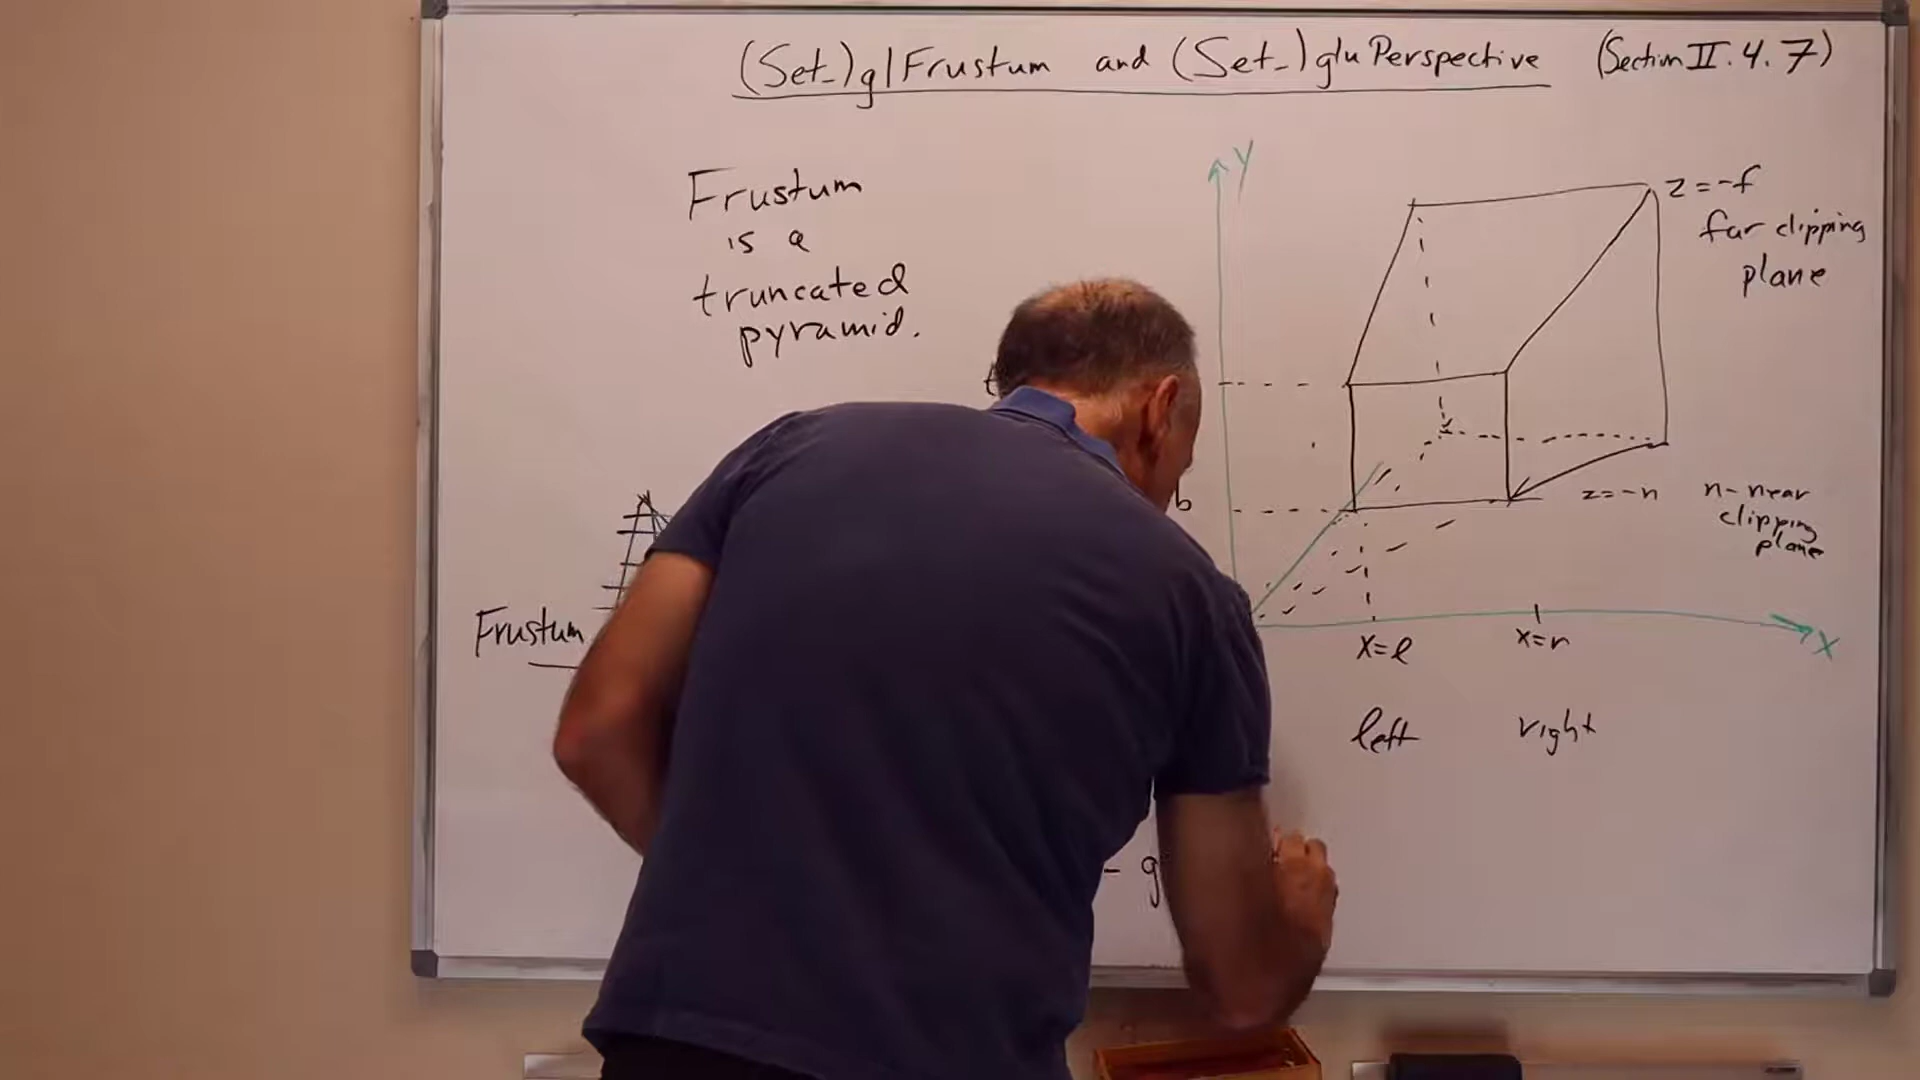 (Set_)glFrustum and (Set_)gluPerspective (Section II.4.7)
Frustum
is a
truncated
pyramid.
Y
z=-f
far clipping
plane
b
z=-n
n-near
clipping
plane
Frustum
x=l
x=r
X
left
right
- g